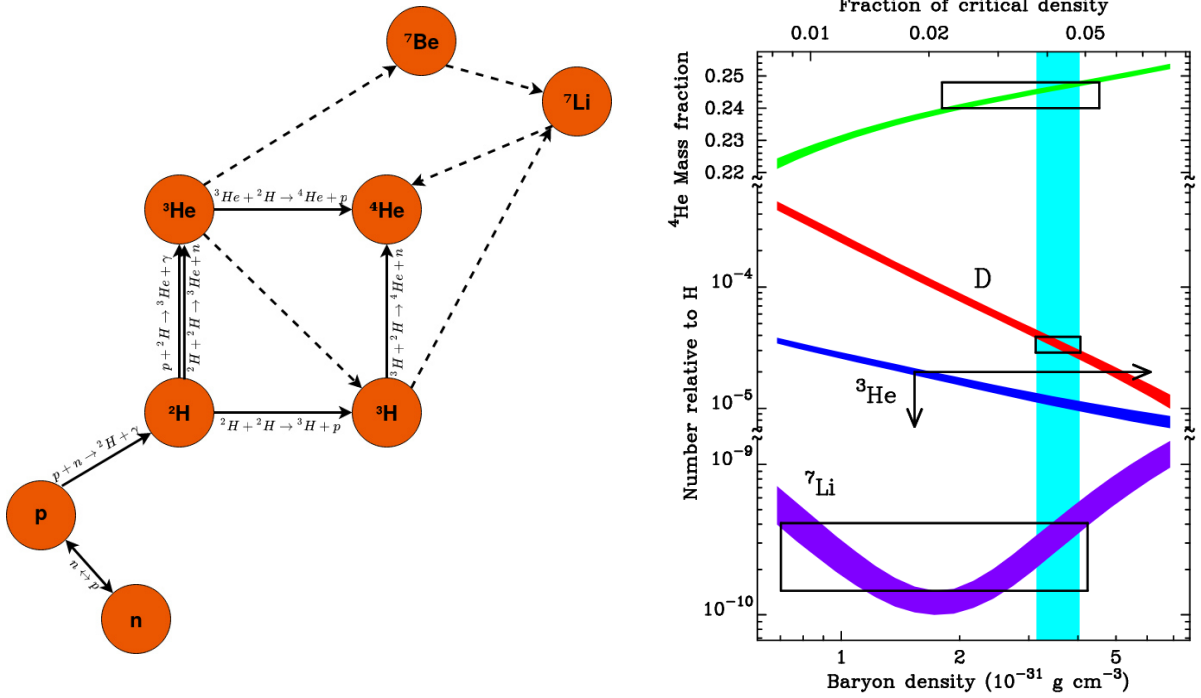 ⁷Be
⁷Li
³He
⁴He
³He + ²H → ⁴He + p
p + ²H → ³He + γ
²H + ²H → ³He + n
³H + ²H → ⁴He + n
²H
³H
²H + ²H → ³H + p
p + n → ²H + γ
p
n ↔ p
n
Fraction of critical density
0.01 0.02 0.05
⁴He Mass fraction
0.25
0.24
0.23
0.22
Number relative to H
10⁻⁴
10⁻⁵
10⁻⁹
10⁻¹⁰
D
³He
⁷Li
1 2 5
Baryon density (10⁻³¹ g cm⁻³)